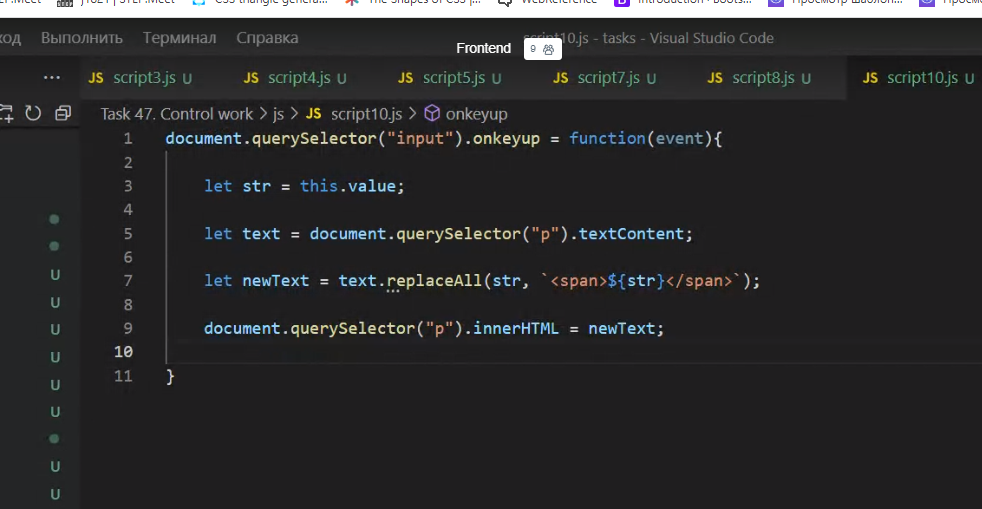 STEP.Meet
CSS triangle genera...
The Shapes of CSS |...
WebReference
Introduction · Boots...
Просмотр шаблон...
Выполнить Терминал Справка
Frontend 9 script10.js - tasks - Visual Studio Code
... JS script3.js U JS script4.js U JS script5.js U JS script7.js U JS script8.js U JS script10.js U
Task 47. Control work > js > JS script10.js > onkeyup
1 document.querySelector("input").onkeyup = function(event){
2
3 let str = this.value;
4
5 let text = document.querySelector("p").textContent;
6
7 let newText = text.replaceAll(str, `<span>${str}</span>`);
8
9 document.querySelector("p").innerHTML = newText;
10
11 }
U
U
U
U
U
U
U
U